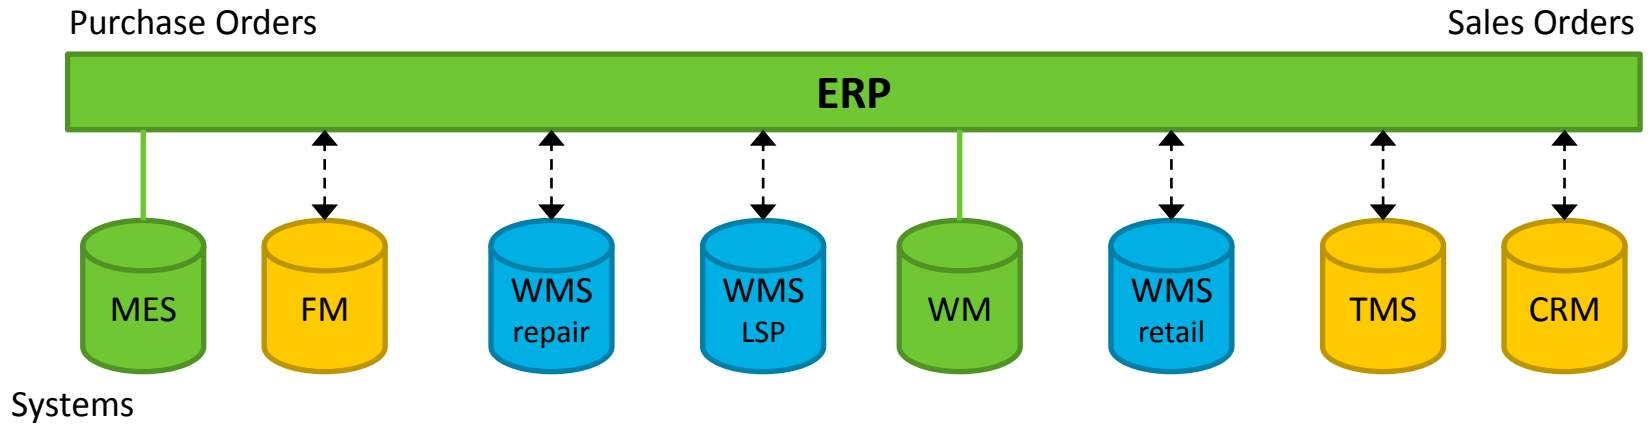 Purchase Orders
Sales Orders
ERP
MES
FM
WMS
repair
WMS
LSP
WM
WMS
retail
TMS
CRM
Systems